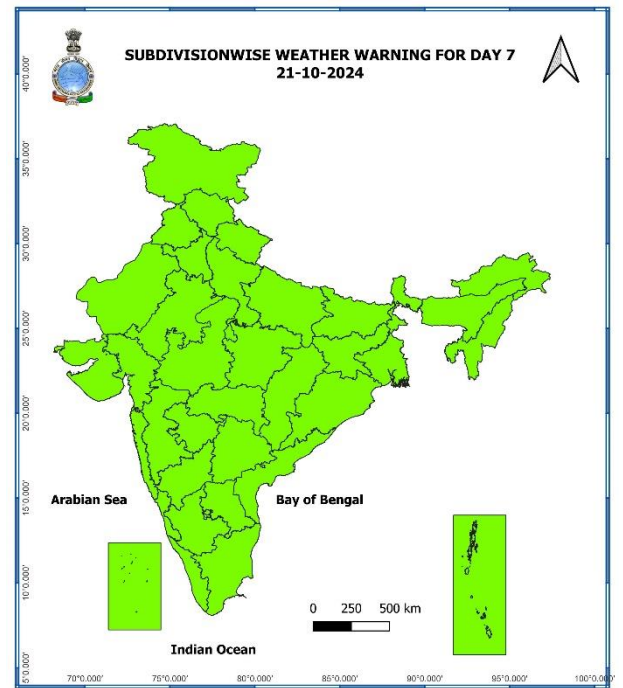 SUBDIVISIONWISE WEATHER WARNING FOR DAY 7
21-10-2024
40°0.000'
35°0.000'
30°0.000'
25°0.000'
20°0.000'
15°0.000'
10°0.000'
5°0.000'
Arabian Sea
Bay of Bengal
0 250 500 km
Indian Ocean
70°0.000' 75°0.000' 80°0.000' 85°0.000' 90°0.000' 95°0.000' 100°0.000'